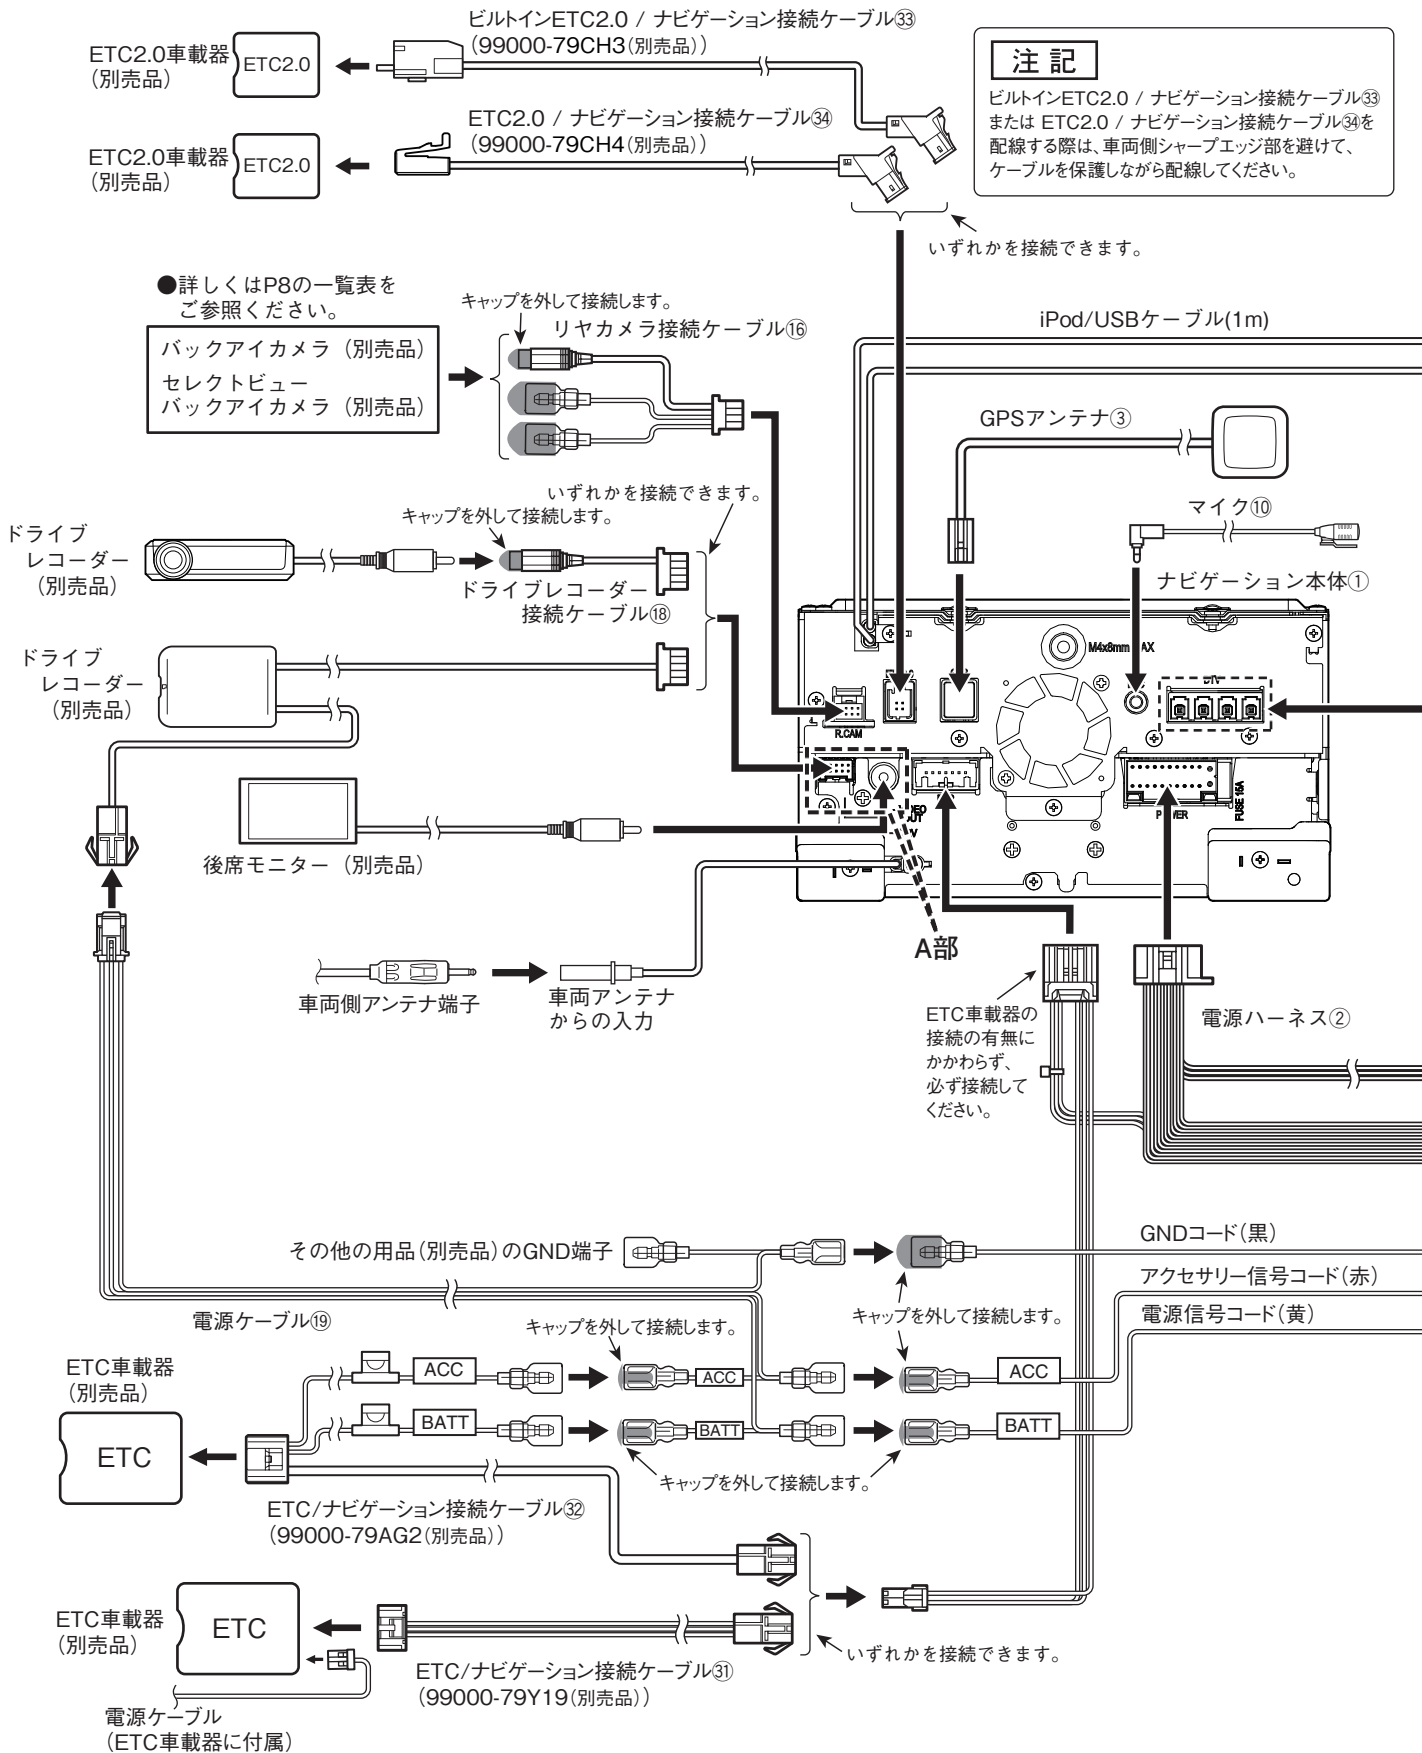 ビルトインETC2.0 / ナビゲーション接続ケーブル㉝
（99000-79CH3（別売品））
ETC2.0車載器
（別売品）
ETC2.0
ETC2.0 / ナビゲーション接続ケーブル㉞
（99000-79CH4（別売品））
ETC2.0車載器
（別売品）
ETC2.0
注 記
ビルトインETC2.0 / ナビゲーション接続ケーブル㉝
または ETC2.0 / ナビゲーション接続ケーブル㉞を
配線する際は、車両側シャープエッジ部を避けて、
ケーブルを保護しながら配線してください。
いずれかを接続できます。
●詳しくはP8の一覧表を
ご参照ください。
バックアイカメラ（別売品）
セレクトビュー
バックアイカメラ（別売品）
キャップを外して接続します。
リヤカメラ接続ケーブル⑯
iPod/USBケーブル(1m)
GPSアンテナ③
マイク⑩
ナビゲーション本体①
いずれかを接続できます。
キャップを外して接続します。
ドライブ
レコーダー
（別売品）
ドライブレコーダー
接続ケーブル⑱
ドライブ
レコーダー
（別売品）
R.CAM
FUSE 15A
後席モニター（別売品）
A部
車両側アンテナ端子
車両アンテナ
からの入力
ETC車載器の
接続の有無に
かかわらず、
必ず接続して
ください。
電源ハーネス②
その他の用品（別売品）のGND端子
GNDコード（黒）
アクセサリー信号コード（赤）
電源信号コード（黄）
電源ケーブル⑲
キャップを外して接続します。
キャップを外して接続します。
ETC車載器
（別売品）
ETC
ACC
ACC
ACC
BATT
BATT
BATT
キャップを外して接続します。
ETC/ナビゲーション接続ケーブル㉜
（99000-79AG2（別売品））
ETC車載器
（別売品）
ETC
ETC/ナビゲーション接続ケーブル㉛
（99000-79Y19（別売品））
いずれかを接続できます。
電源ケーブル
（ETC車載器に付属）